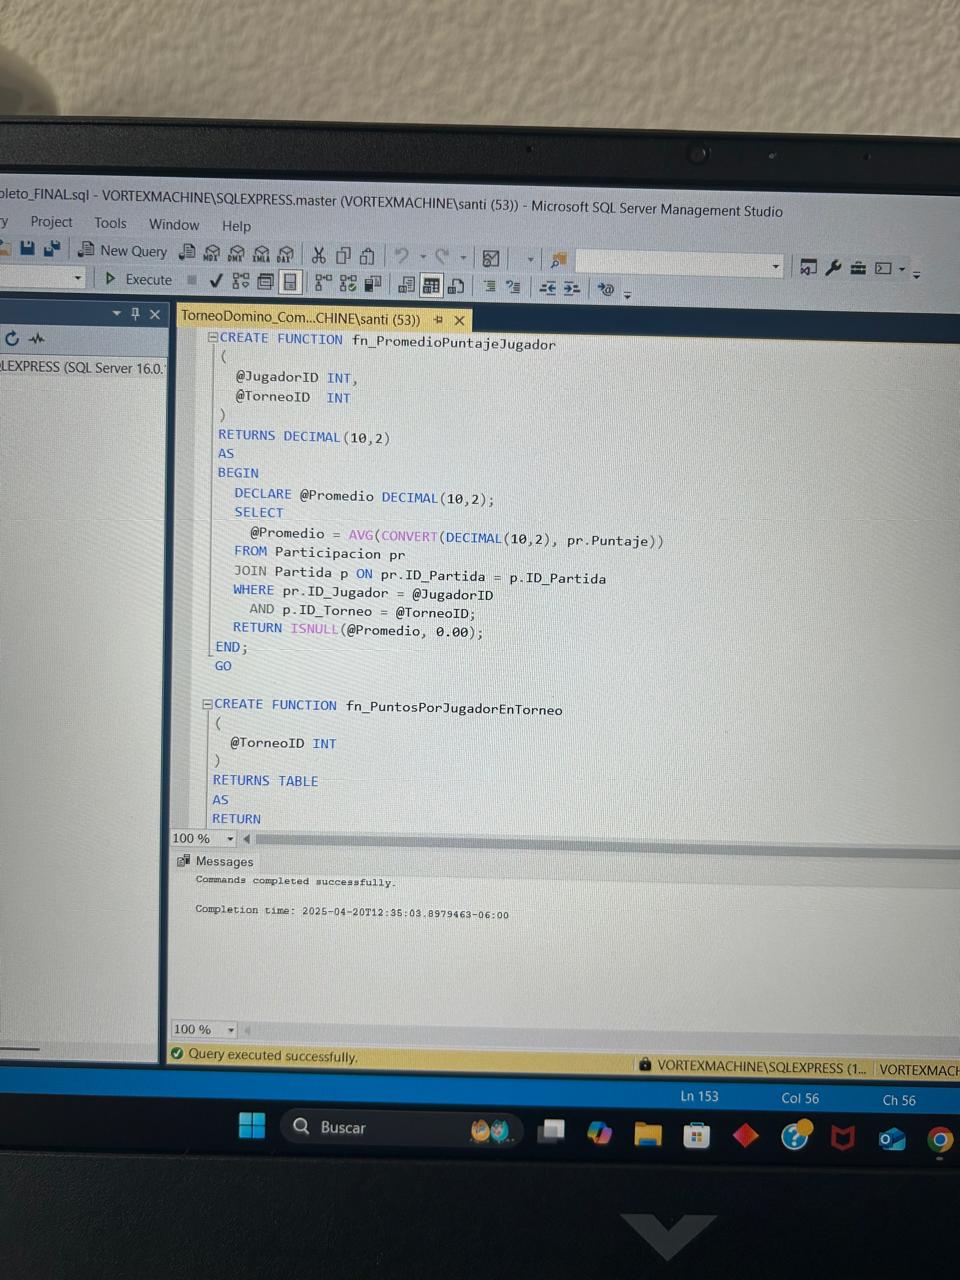 pleto_FINAL.sql - VORTEXMACHINE\SQLEXPRESS.master (VORTEXMACHINE\santi (53)) - Microsoft SQL Server Management Studio
y Project Tools Window Help
New Query MDX DMX XMLA DAX
Execute
TorneoDomino_Com...CHINE\santi (53))
LEXPRESS (SQL Server 16.0.
CREATE FUNCTION fn_PromedioPuntajeJugador
(
@JugadorID INT,
@TorneoID INT
)
RETURNS DECIMAL(10,2)
AS
BEGIN
DECLARE @Promedio DECIMAL(10,2);
SELECT
@Promedio = AVG(CONVERT(DECIMAL(10,2), pr.Puntaje))
FROM Participacion pr
JOIN Partida p ON pr.ID_Partida = p.ID_Partida
WHERE pr.ID_Jugador = @JugadorID
AND p.ID_Torneo = @TorneoID;
RETURN ISNULL(@Promedio, 0.00);
END;
GO
CREATE FUNCTION fn_PuntosPorJugadorEnTorneo
(
@TorneoID INT
)
RETURNS TABLE
AS
RETURN
100 %
Messages
Commands completed successfully.
Completion time: 2025-04-20T12:35:03.8979463-06:00
100 %
Query executed successfully.
VORTEXMACHINE\SQLEXPRESS (1... VORTEXMACH
Ln 153 Col 56 Ch 56
Buscar